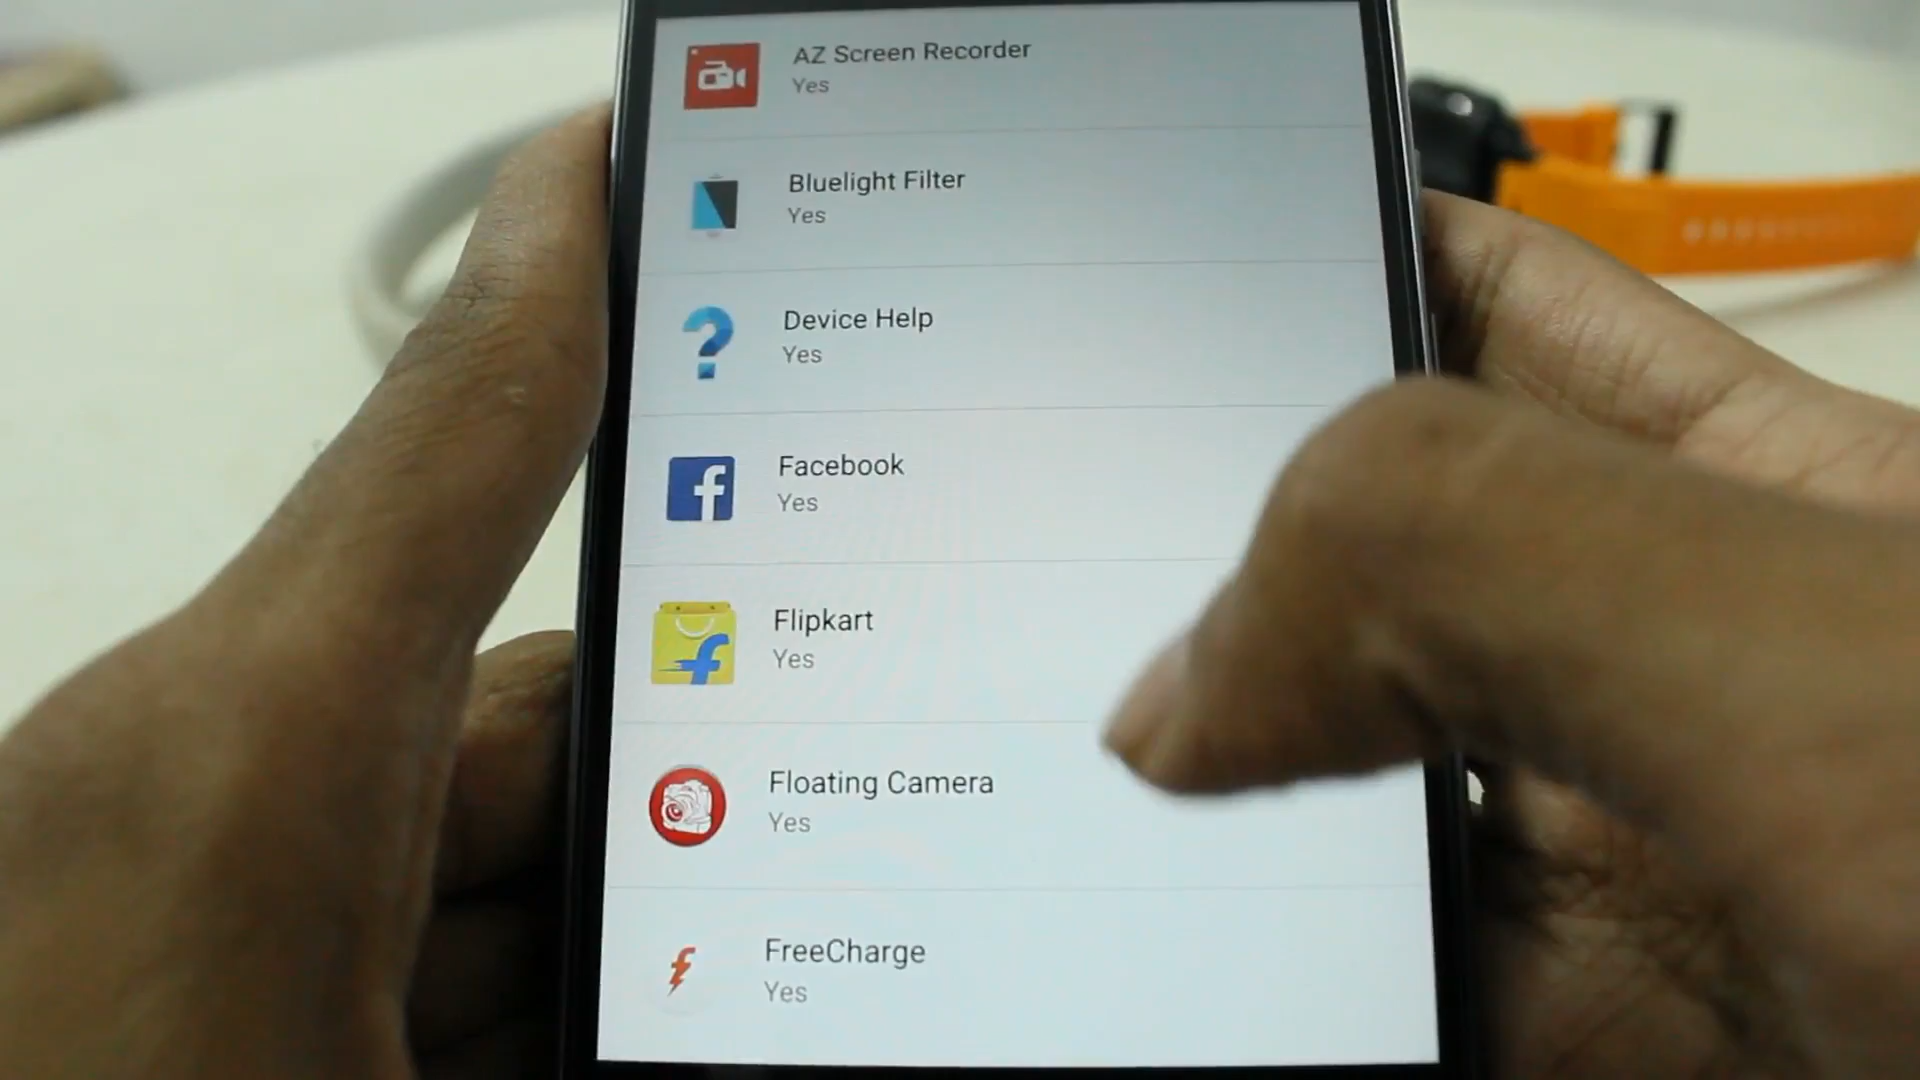 AZ Screen Recorder
Yes
Bluelight Filter
Yes
Device Help
Yes
Facebook
Yes
Flipkart
Yes
Floating Camera
Yes
FreeCharge
Yes